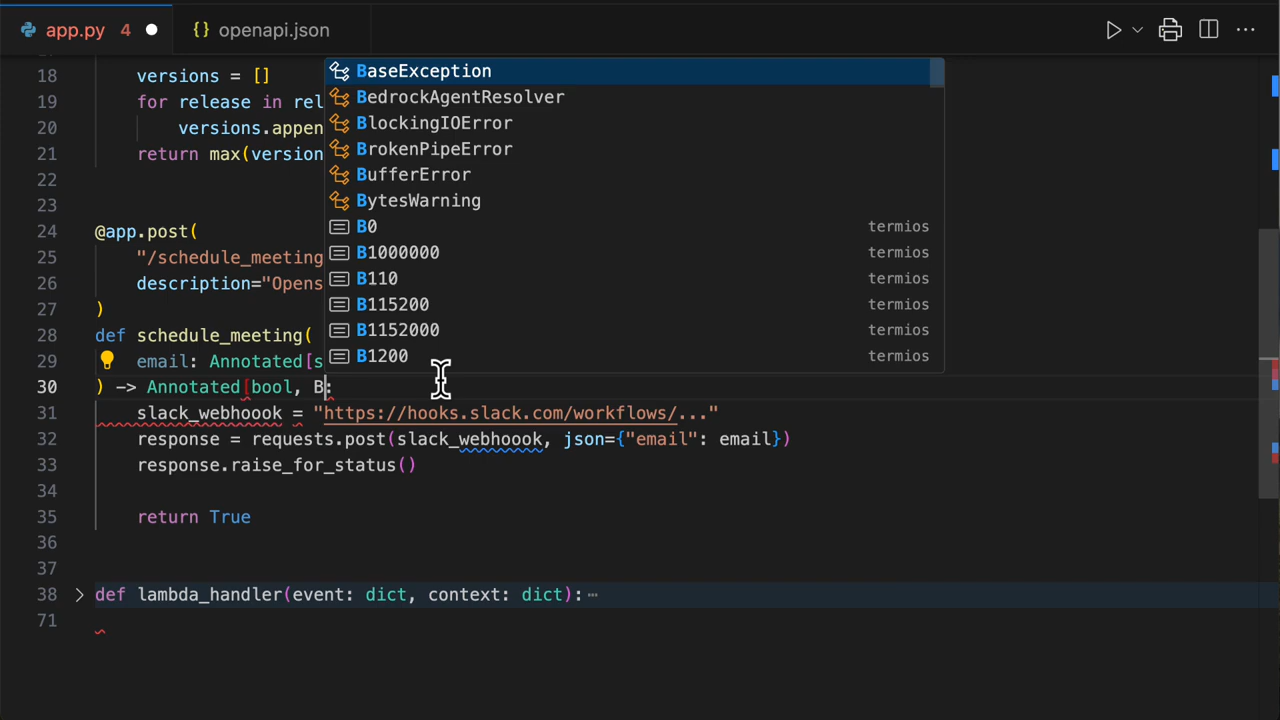 app.py 4
{} openapi.json
18 versions = []
19 for release in rel
20 versions.appen
21 return max(version
22
23
24 @app.post(
25 "/schedule_meeting
26 description="Opens
27 )
28 def schedule_meeting(
29 email: Annotated[s
30 ) -> Annotated[bool, B:
31 slack_webhoook = "https://hooks.slack.com/workflows/..."
32 response = requests.post(slack_webhoook, json={"email": email})
33 response.raise_for_status()
34
35 return True
36
37
38 def lambda_handler(event: dict, context: dict):⋯
71
BaseException
BedrockAgentResolver
BlockingIOError
BrokenPipeError
BufferError
BytesWarning
B0 termios
B1000000 termios
B110 termios
B115200 termios
B1152000 termios
B1200 termios